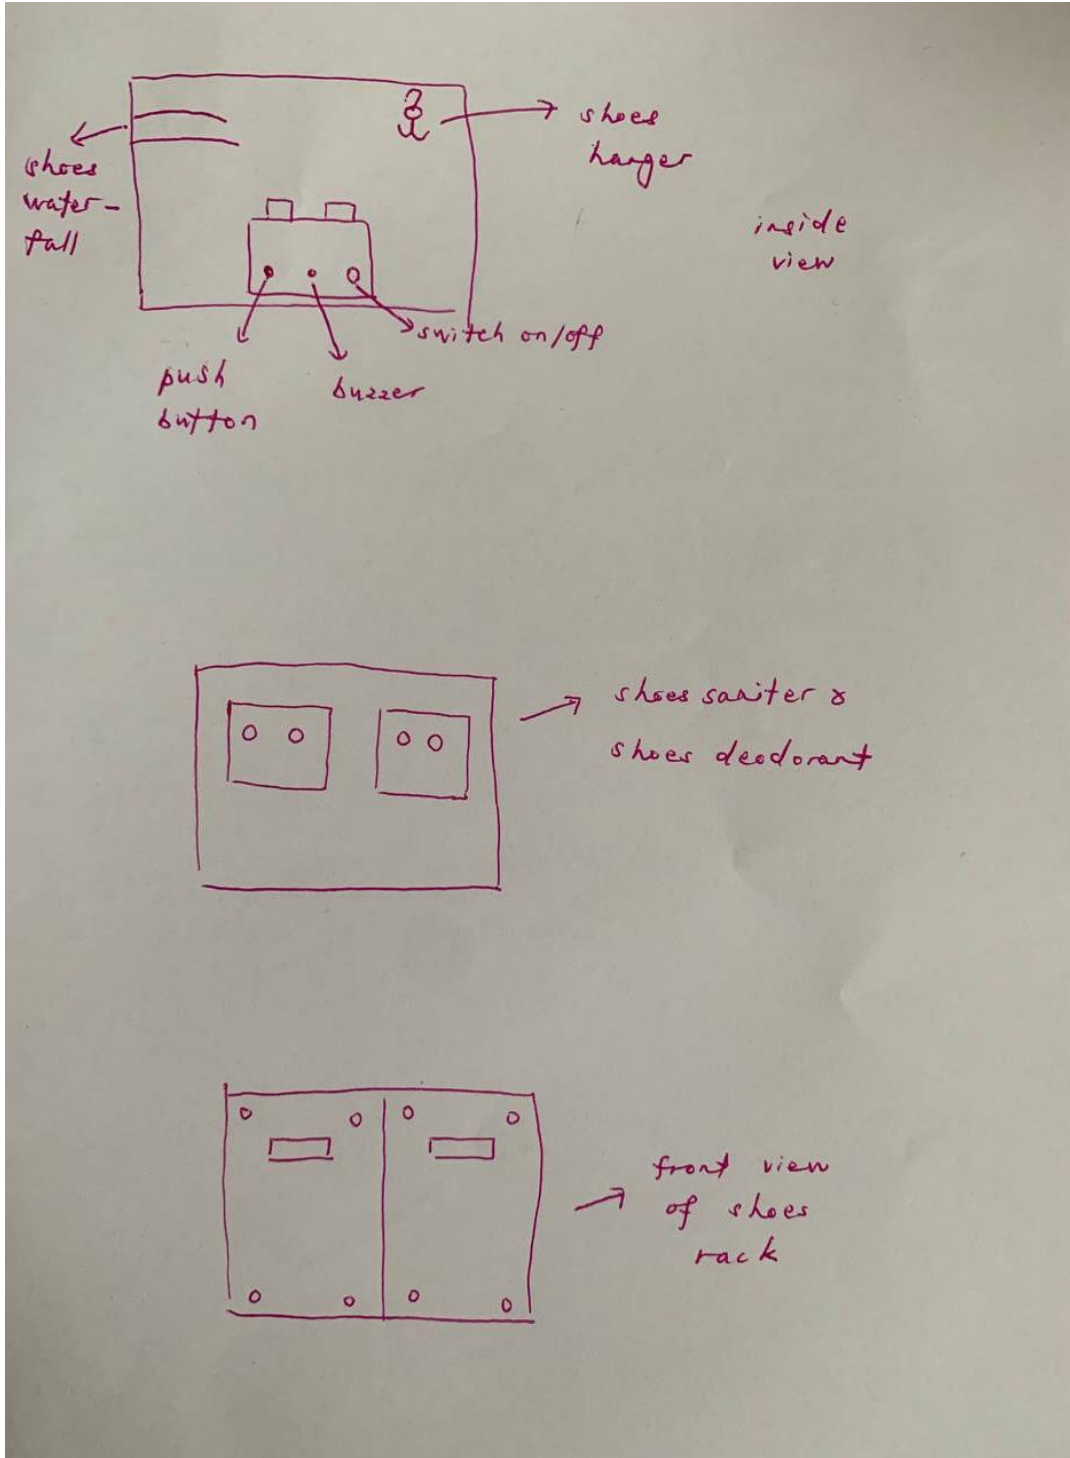 shoes
hanger
shoes
water-
fall
inside
view
switch on/off
push
button
buzzer
shoes saniter &
shoes deodorant
front view
of shoes
rack